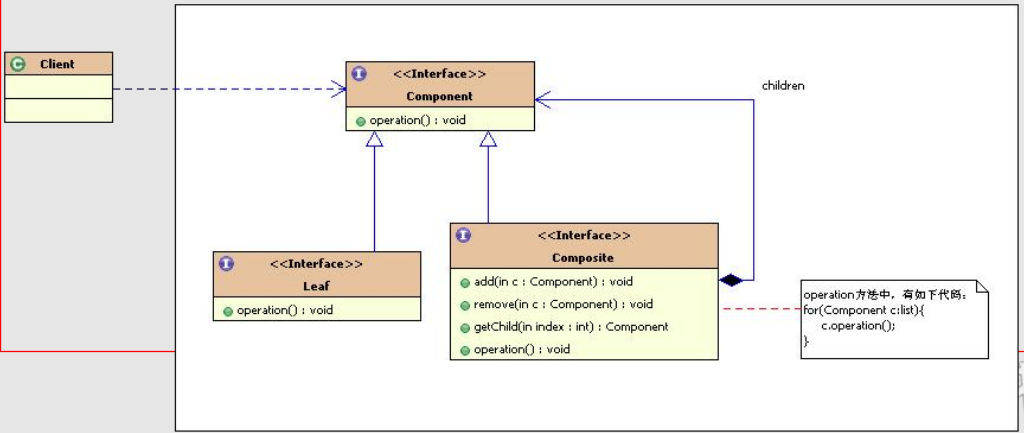 Client
<<Interface>>
Component
operation() : void
children
<<Interface>>
Leaf
operation() : void
<<Interface>>
Composite
add(in c : Component) : void
remove(in c : Component) : void
getChild(in index : int) : Component
operation() : void
operation方法中，有如下代码：
for(Component c:list){
c.operation();
}